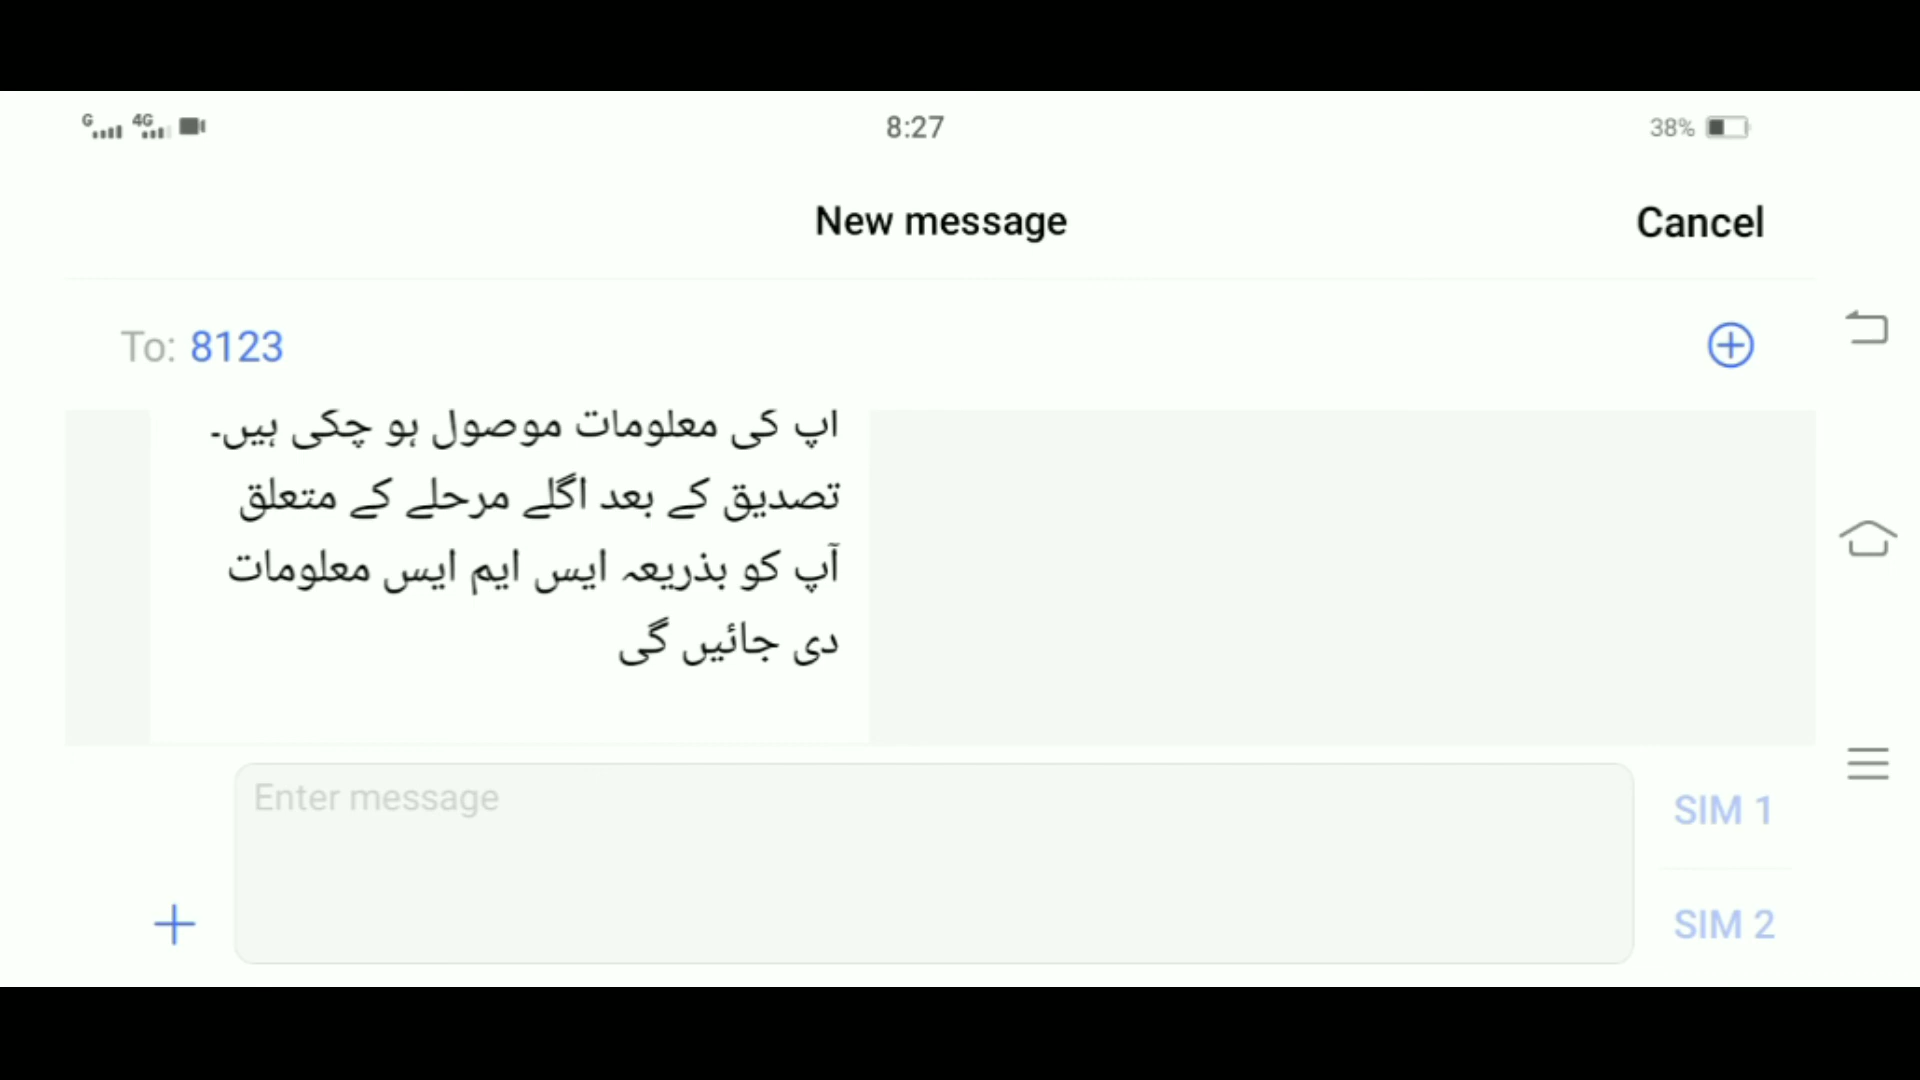 G 4G 8:27 38%
New message Cancel
To: 8123
اپ کی معلومات موصول ہو چکی ہیں۔
تصدیق کے بعد اگلے مرحلے کے متعلق
آپ کو بذریعہ ایس ایم ایس معلومات
دی جائیں گی
Enter message
SIM 1
SIM 2